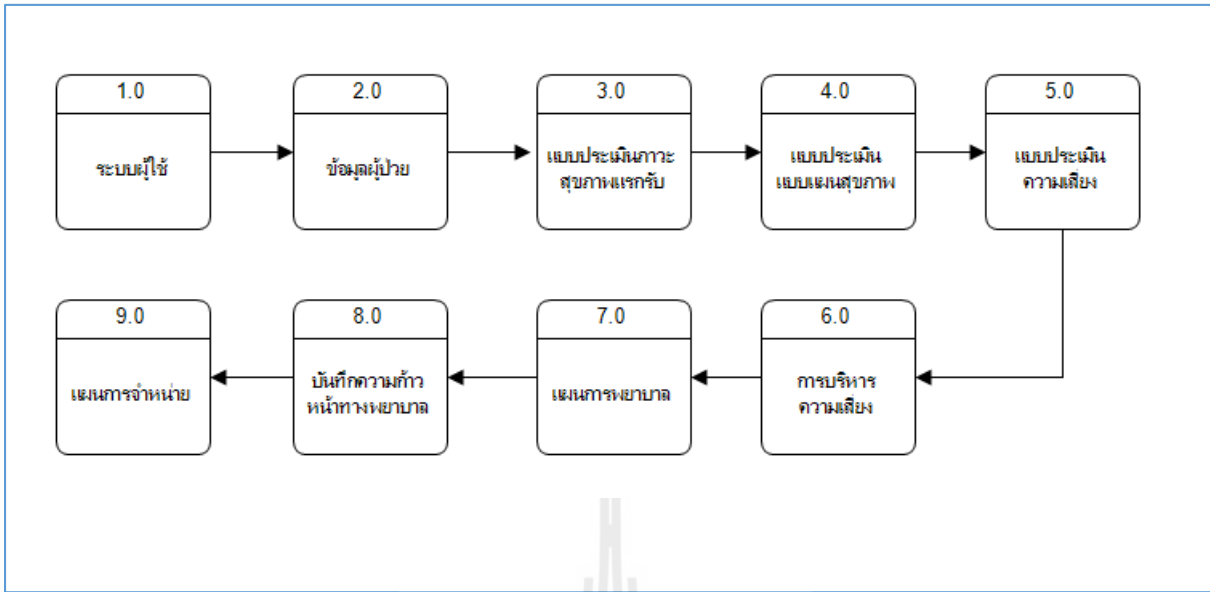 1.0
ระบบผู้ใช้
2.0
ข้อมูลผู้ป่วย
3.0
แบบประเมินภาวะ
สุขภาพแรกรับ
4.0
แบบประเมิน
แบบแผนสุขภาพ
5.0
แบบประเมิน
ความเสี่ยง
6.0
การบริหาร
ความเสี่ยง
7.0
แผนการพยาบาล
8.0
บันทึกความก้าว
หน้าทางพยาบาล
9.0
แผนการจำหน่าย